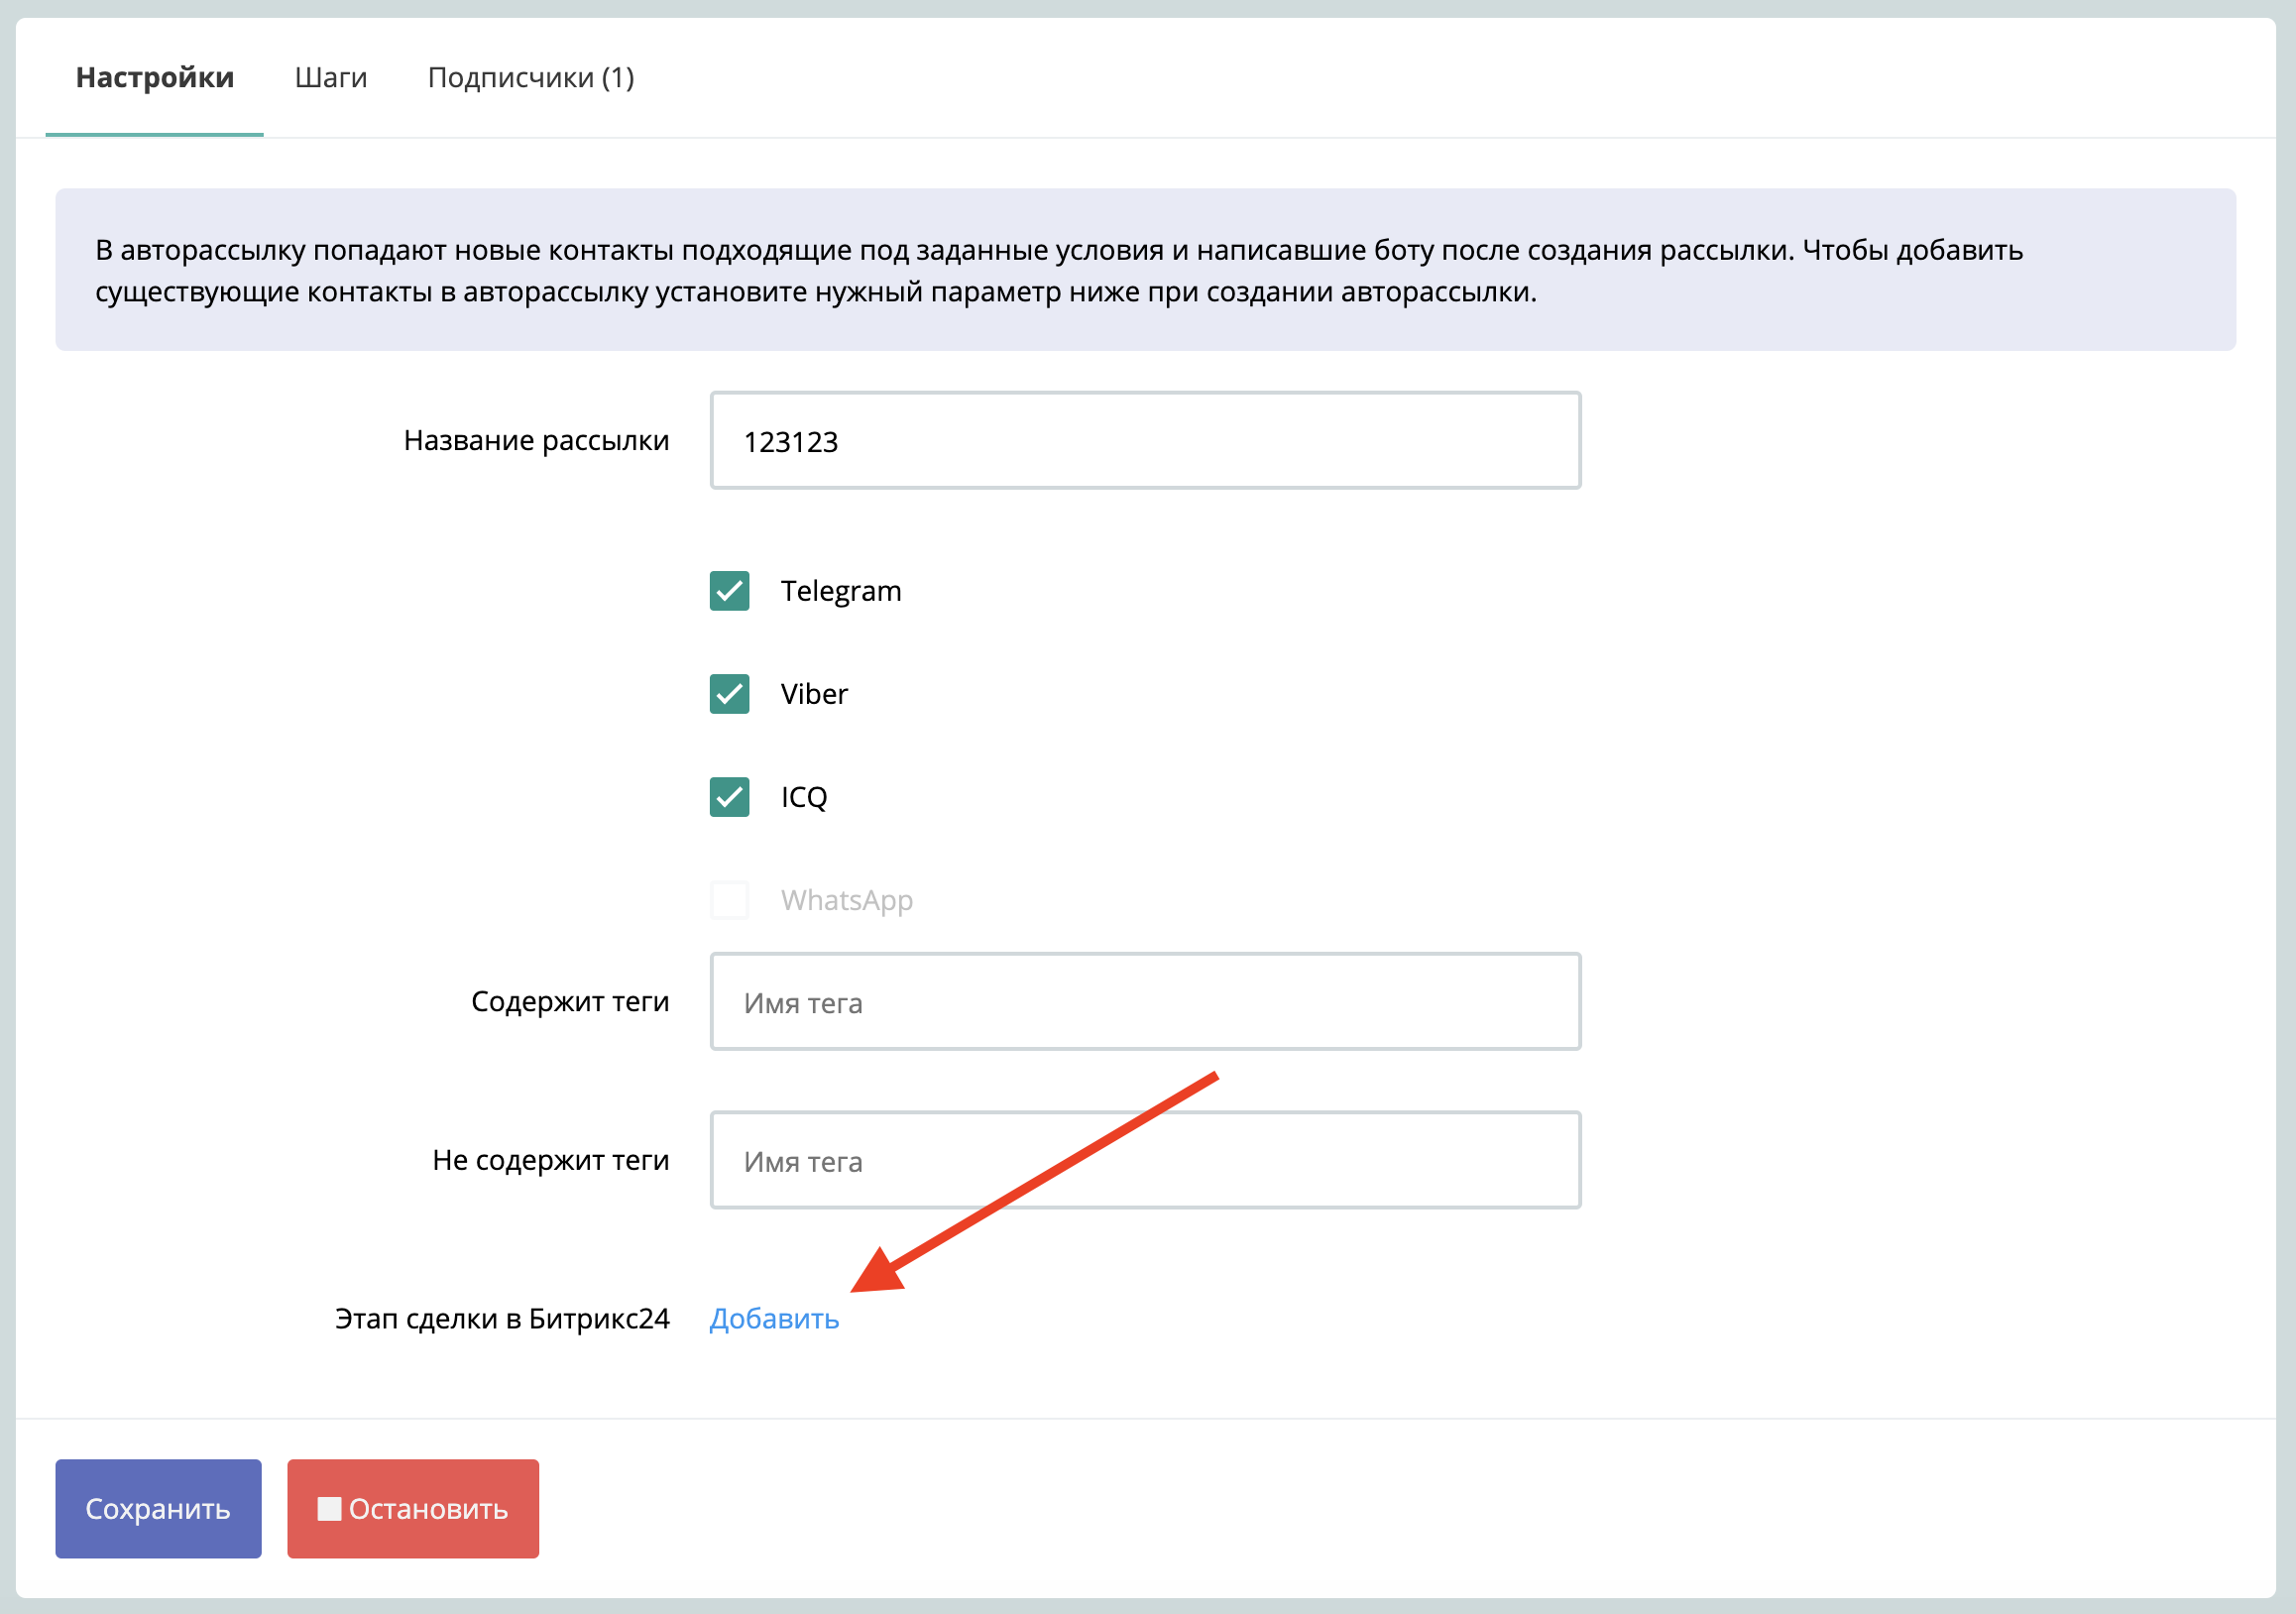 Настройки
Шаги
Подписчики (1)
В авторассылку попадают новые контакты подходящие под заданные условия и написавшие боту после создания рассылки. Чтобы добавить
существующие контакты в авторассылку установите нужный параметр ниже при создании авторассылки.
Название рассылки
123123
Telegram
Viber
ICQ
WhatsApp
Содержит теги
Имя тега
Не содержит теги
Имя тега
Этап сделки в Битрикс24
Добавить
Сохранить
Остановить